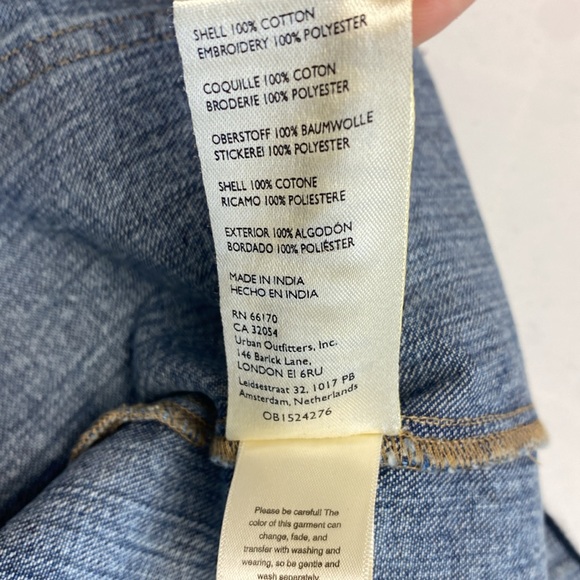 SHELL 100% COTTON
EMBROIDERY 100% POLYESTER
COQUILLE 100% COTON
BRODERIE 100% POLYESTER
OBERSTOFF 100% BAUMWOLLE
STICKEREI 100% POLYESTER
SHELL 100% COTONE
RICAMO 100% POLIESTERE
EXTERIOR 100% ALGODÓN
BORDADO 100% POLIÉSTER
MADE IN INDIA
HECHO EN INDIA
RN 66170
CA 32054
Urban Outfitters, Inc.
146 Barick Lane,
LONDON E1 6RU
Leidsestraat 32, 1017 PB
Amsterdam, Netherlands
OB1524276
Please be careful! The
color of this garment can
change, fade, and
transfer with washing and
wearing, so be gentle and
wash separately